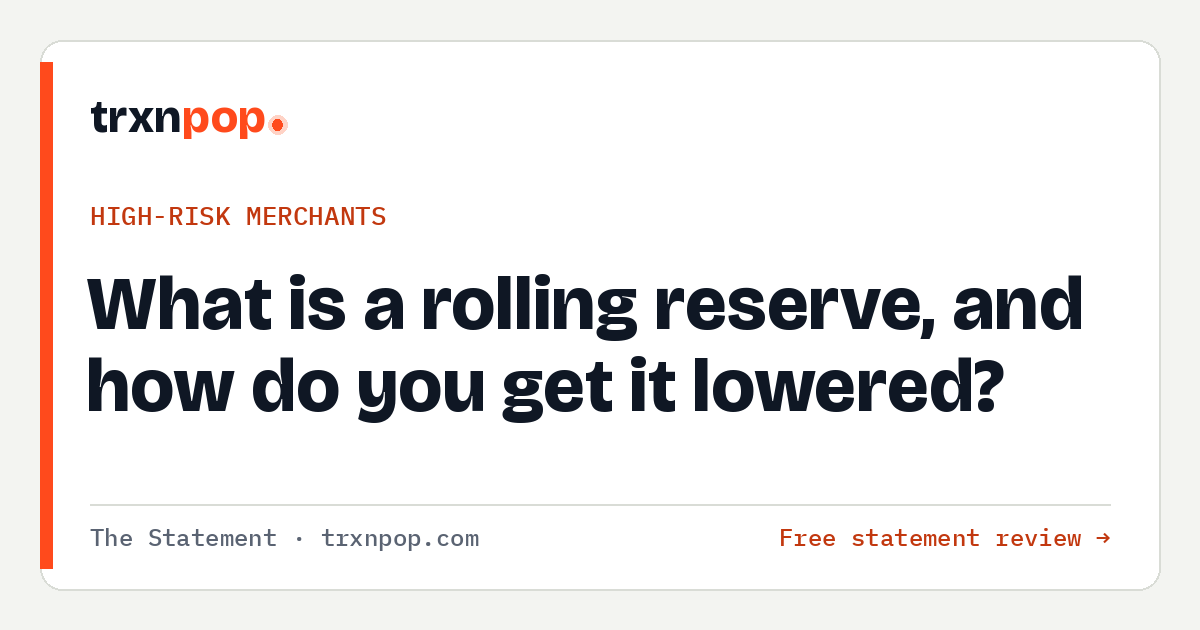 trxnpop
HIGH-RISK MERCHANTS
What is a rolling reserve, and
how do you get it lowered?
The Statement · trxnpop.com
Free statement review →